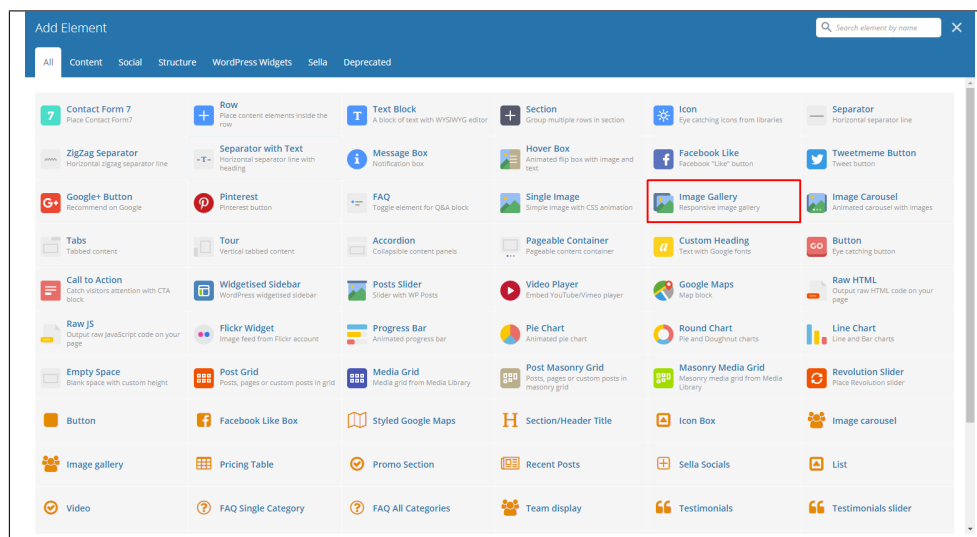 Add Element
Search element by name
All Content Social Structure WordPress Widgets Sella Deprecated
Contact Form 7
Place Contact Form7
Row
Place content elements inside the
row
Text Block
A block of text with WYSIWYG editor
Section
Group multiple rows in section
Icon
Eye catching icons from libraries
Separator
Horizontal separator line
ZigZag Separator
Horizontal zigzag separator line
Separator with Text
Horizontal separator line with
heading
Message Box
Notification box
Hover Box
Animated flip box with image and
text
Facebook Like
Facebook "Like" button
Tweetmeme Button
Tweet button
Google+ Button
Recommend on Google
Pinterest
Pinterest button
FAQ
Toggle element for Q&A block
Single Image
Simple image with CSS animation
Image Gallery
Responsive image gallery
Image Carousel
Animated carousel with images
Tabs
Tabbed content
Tour
Vertical tabbed content
Accordion
Collapsible content panels
Pageable Container
Pageable content container
Custom Heading
Text with Google fonts
Button
Eye catching button
Call to Action
Catch visitors attention with CTA
block
Widgetised Sidebar
WordPress widgetised sidebar
Posts Slider
Slider with WP Posts
Video Player
Embed YouTube/Vimeo player
Google Maps
Map block
Raw HTML
Output raw HTML code on your
page
Raw JS
Output raw JavaScript code on your
page
Flickr Widget
Image feed from Flickr account
Progress Bar
Animated progress bar
Pie Chart
Animated pie chart
Round Chart
Pie and Doughnut charts
Line Chart
Line and Bar charts
Empty Space
Blank space with custom height
Post Grid
Posts, pages or custom posts in grid
Media Grid
Media grid from Media Library
Post Masonry Grid
Posts, pages or custom posts in
masonry grid
Masonry Media Grid
Masonry media grid from Media
Library
Revolution Slider
Place Revolution slider
Button
Facebook Like Box
Styled Google Maps
Section/Header Title
Icon Box
Image carousel
Image gallery
Pricing Table
Promo Section
Recent Posts
Sella Socials
List
Video
FAQ Single Category
FAQ All Categories
Team display
Testimonials
Testimonials slider